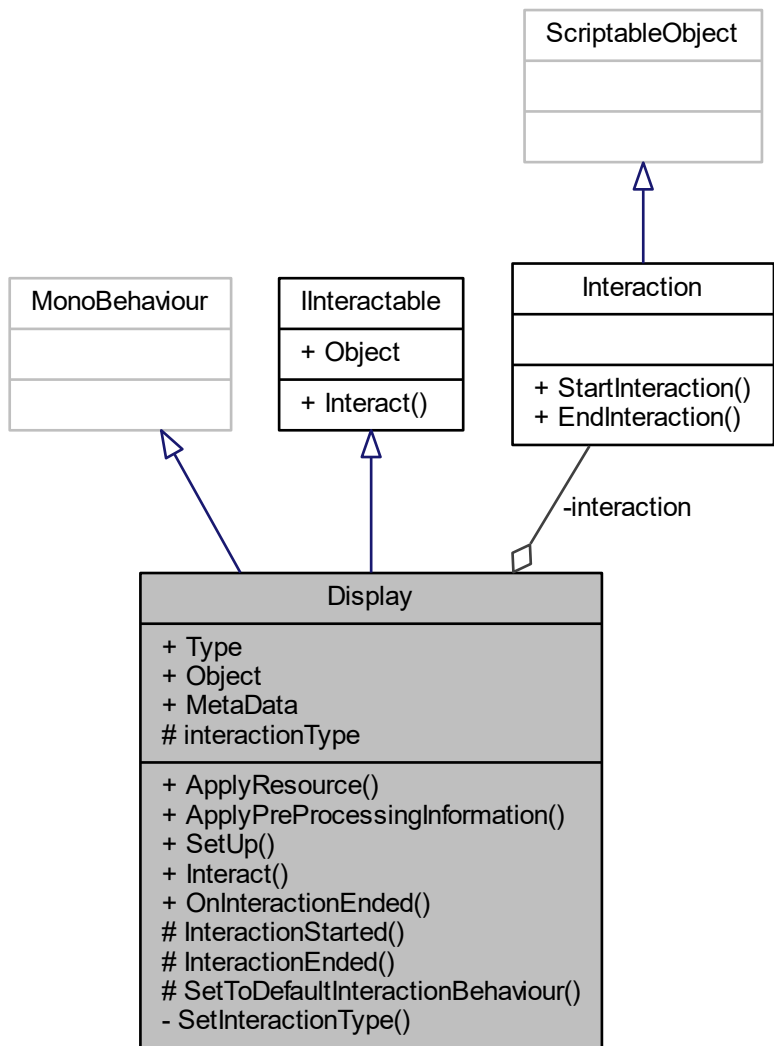 ScriptableObject
MonoBehaviour
IInteractable
+ Object
+ Interact()
Interaction
+ StartInteraction()
+ EndInteraction()
-interaction
Display
+ Type
+ Object
+ MetaData
# interactionType
+ ApplyResource()
+ ApplyPreProcessingInformation()
+ SetUp()
+ Interact()
+ OnInteractionEnded()
# InteractionStarted()
# InteractionEnded()
# SetToDefaultInteractionBehaviour()
- SetInteractionType()